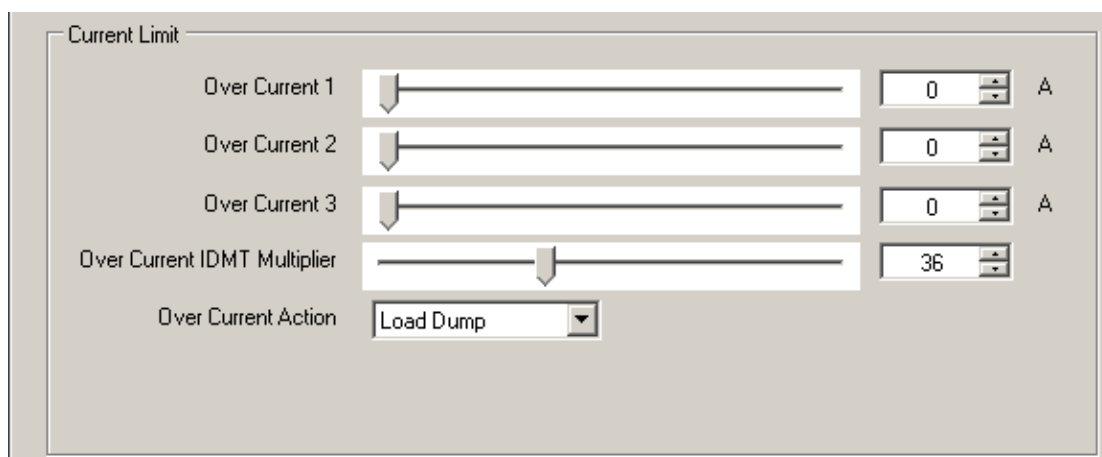 Current Limit
Over Current 1 0 A
Over Current 2 0 A
Over Current 3 0 A
Over Current IDMT Multiplier 36
Over Current Action Load Dump